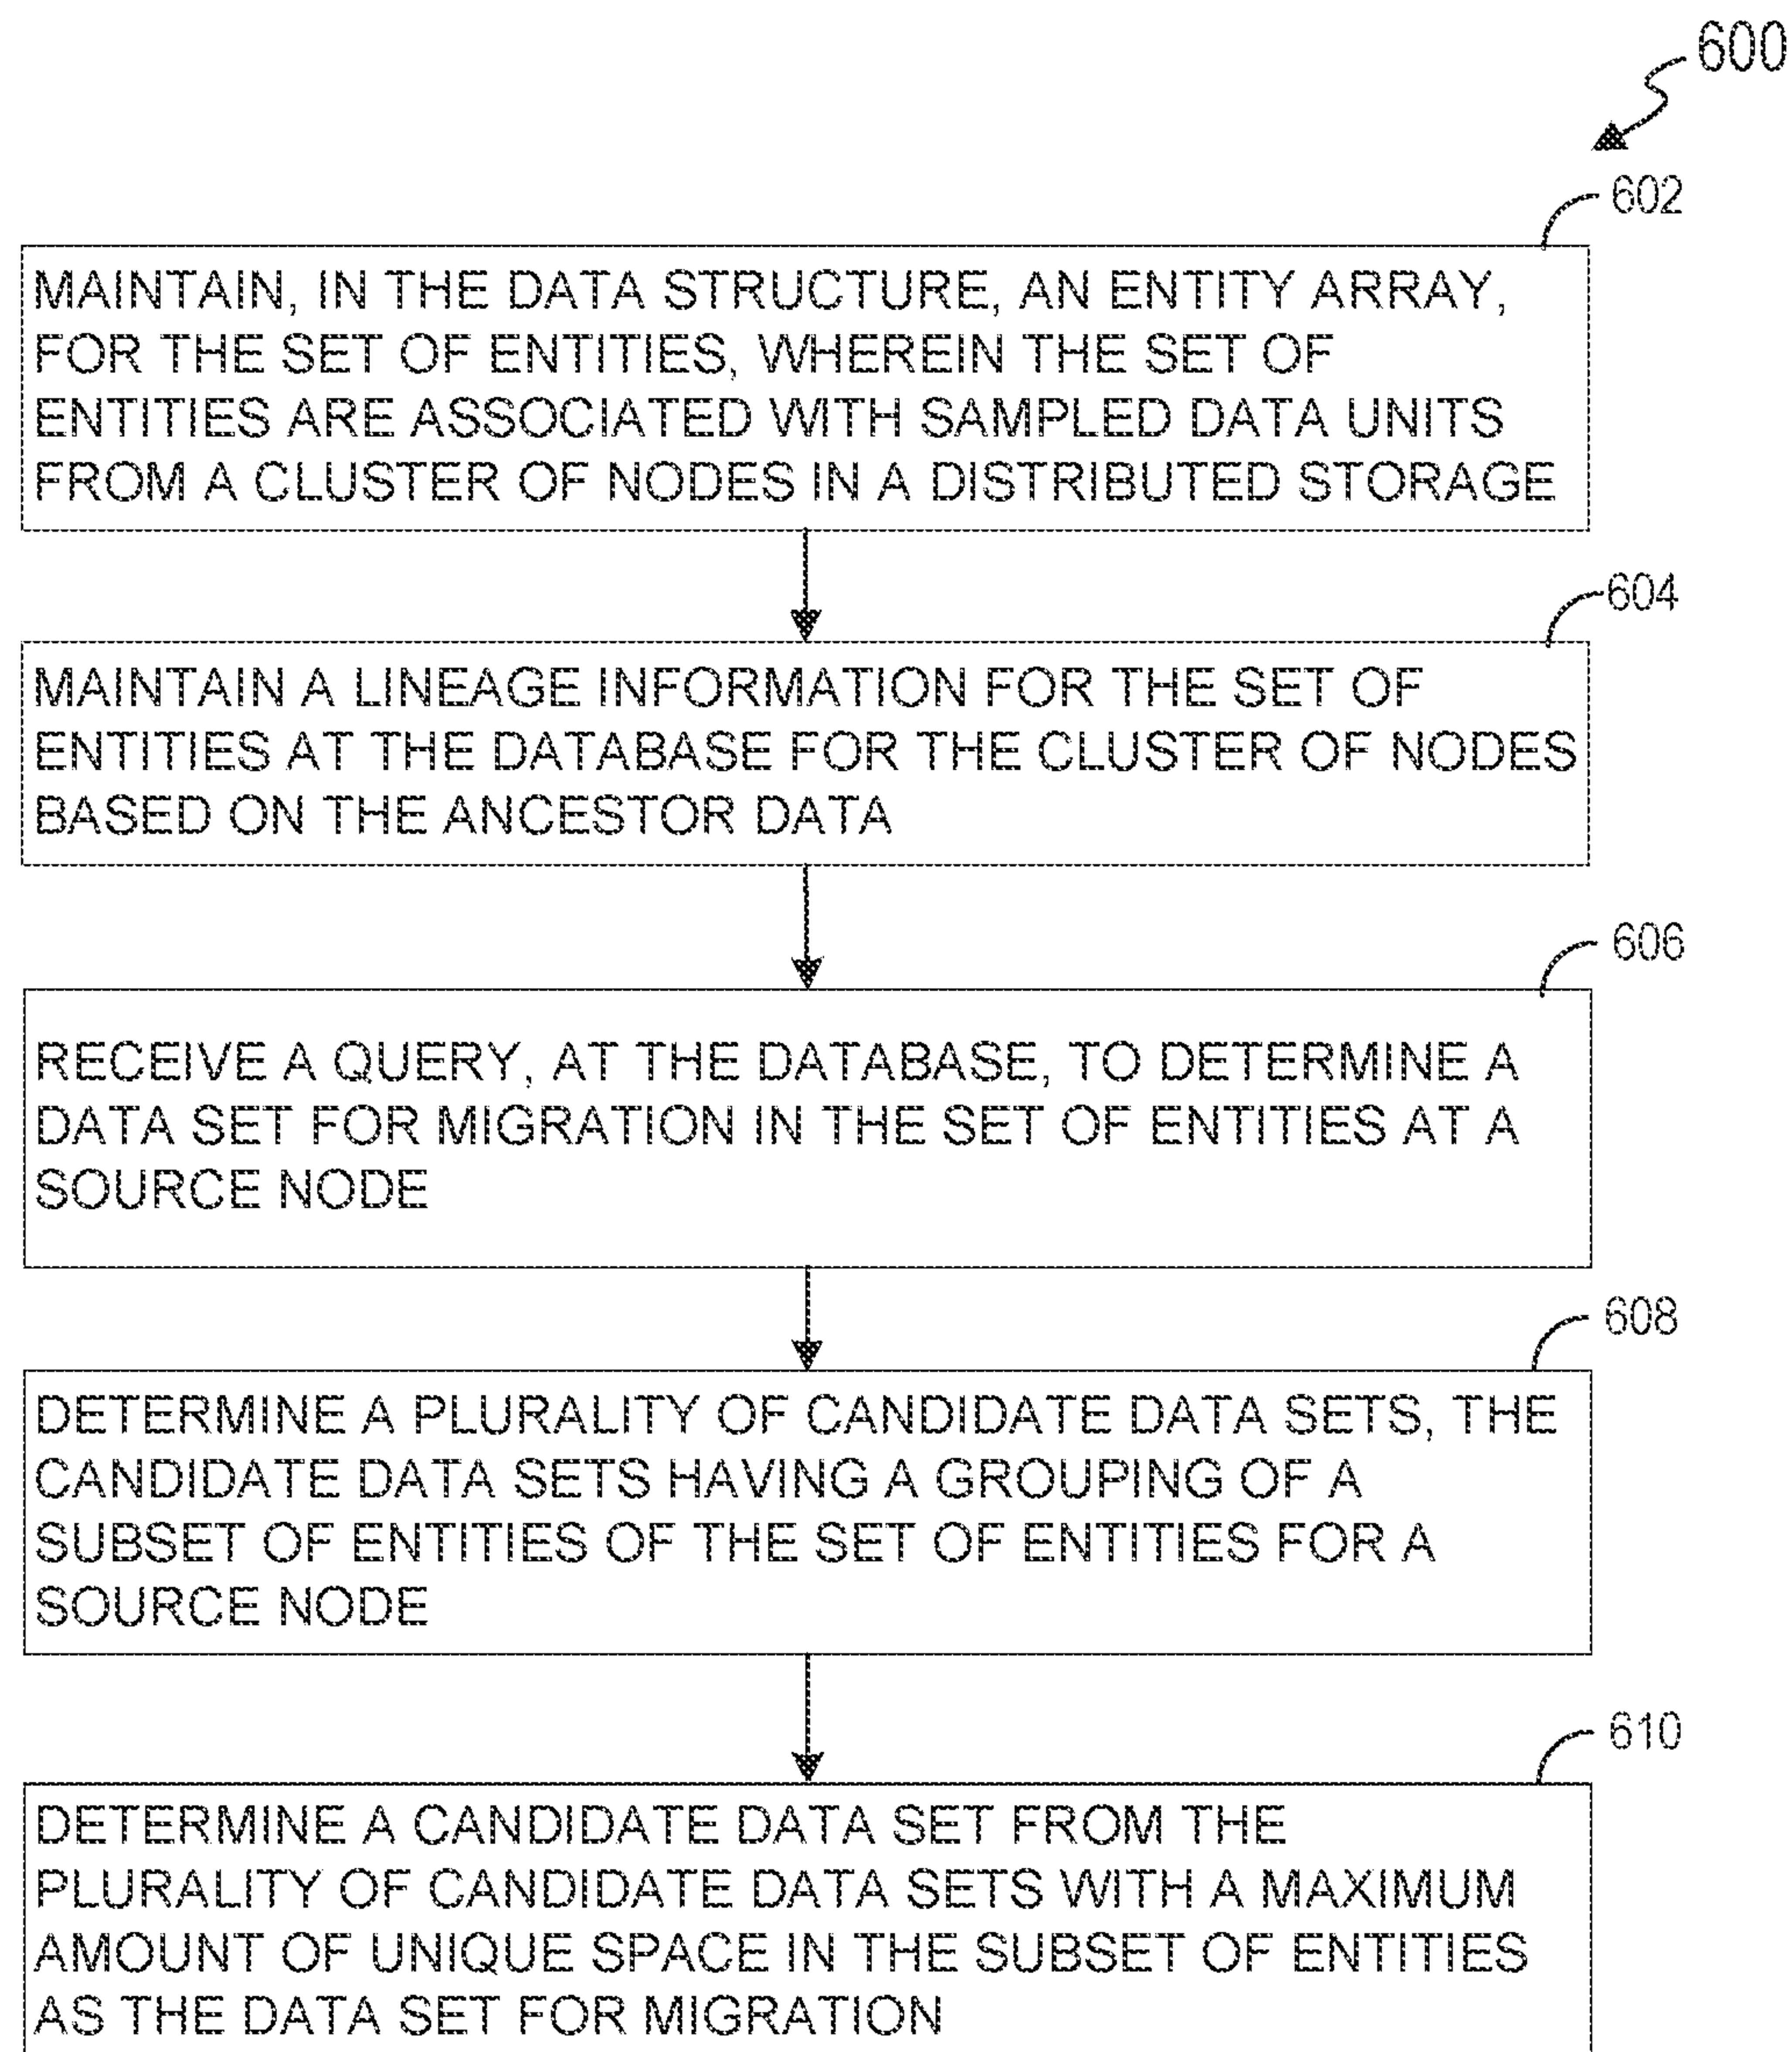 600
602
MAINTAIN, IN THE DATA STRUCTURE, AN ENTITY ARRAY,
FOR THE SET OF ENTITIES, WHEREIN THE SET OF
ENTITIES ARE ASSOCIATED WITH SAMPLED DATA UNITS
FROM A CLUSTER OF NODES IN A DISTRIBUTED STORAGE
604
MAINTAIN A LINEAGE INFORMATION FOR THE SET OF
ENTITIES AT THE DATABASE FOR THE CLUSTER OF NODES
BASED ON THE ANCESTOR DATA
606
RECEIVE A QUERY, AT THE DATABASE, TO DETERMINE A
DATA SET FOR MIGRATION IN THE SET OF ENTITIES AT A
SOURCE NODE
608
DETERMINE A PLURALITY OF CANDIDATE DATA SETS, THE
CANDIDATE DATA SETS HAVING A GROUPING OF A
SUBSET OF ENTITIES OF THE SET OF ENTITIES FOR A
SOURCE NODE
610
DETERMINE A CANDIDATE DATA SET FROM THE
PLURALITY OF CANDIDATE DATA SETS WITH A MAXIMUM
AMOUNT OF UNIQUE SPACE IN THE SUBSET OF ENTITIES
AS THE DATA SET FOR MIGRATION